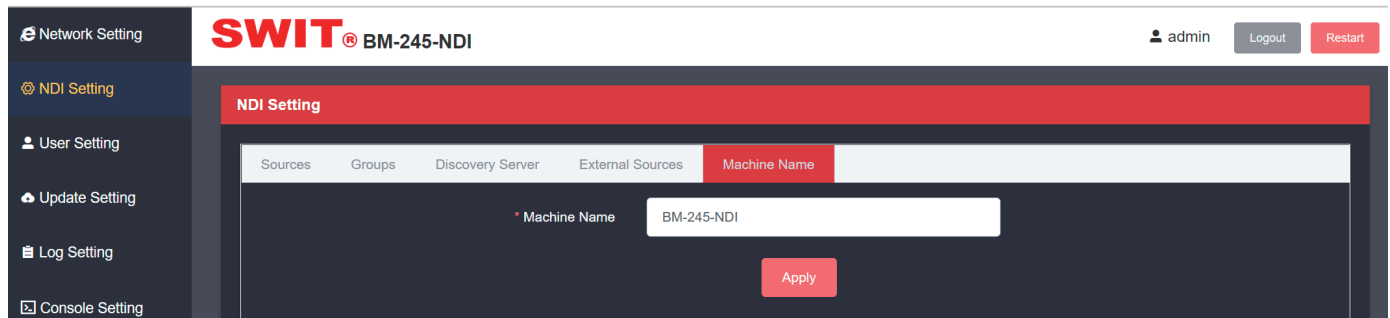 Network Setting
NDI Setting
User Setting
Update Setting
Log Setting
Console Setting
SWIT® BM-245-NDI
admin Logout Restart
NDI Setting
Sources Groups Discovery Server External Sources Machine Name
* Machine Name BM-245-NDI
Apply